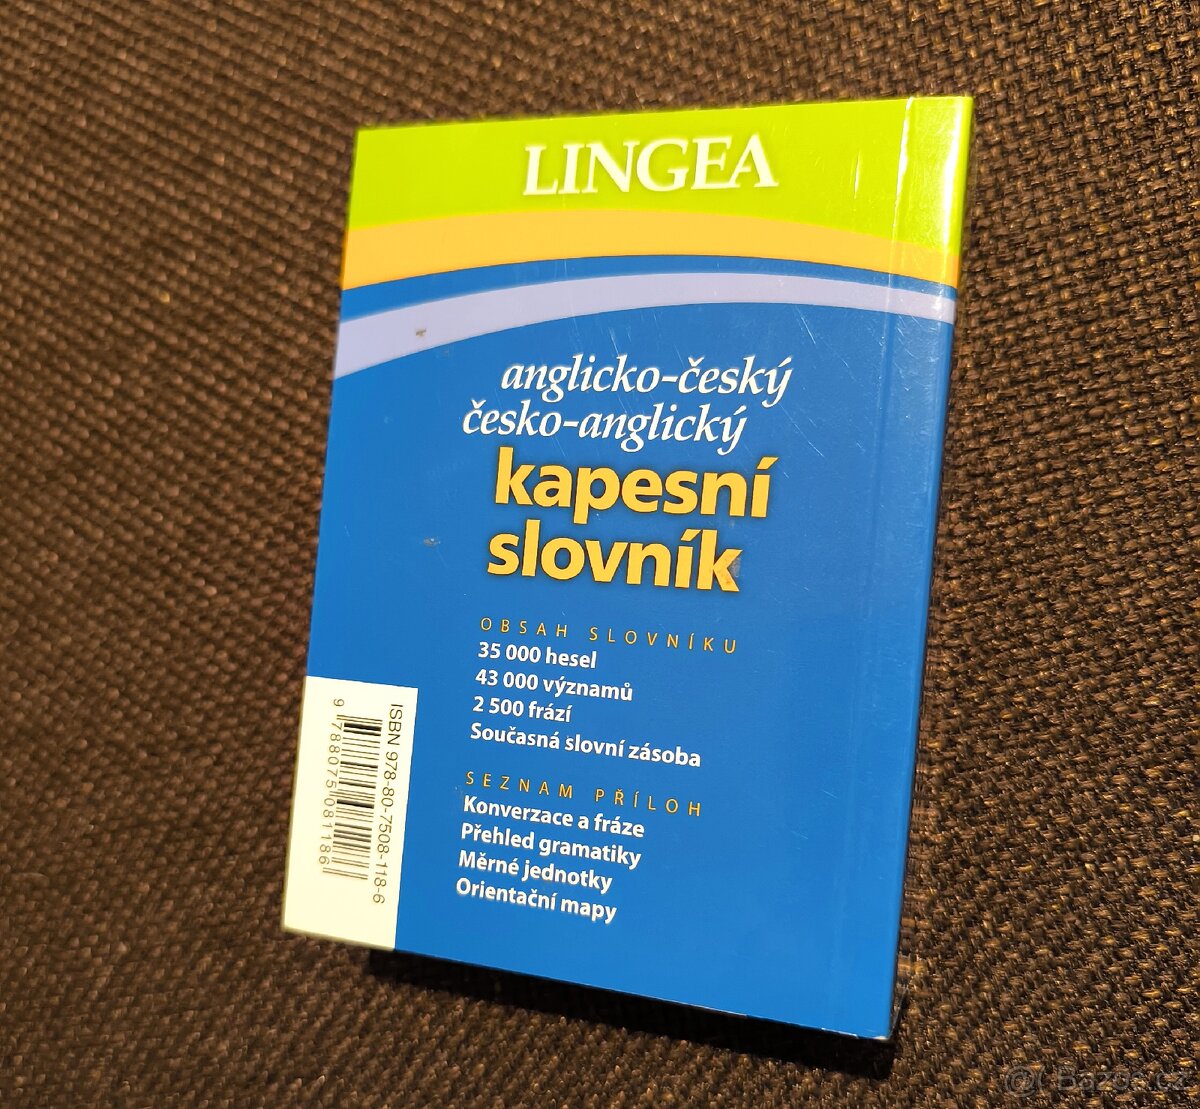 LINGEA
anglicko-český
česko-anglický
kapesní
slovník
OBSAH SLOVNÍKU
35 000 hesel
43 000 významů
2 500 frází
Současná slovní zásoba
SEZNAM PŘÍLOH
Konverzace a fráze
Přehled gramatiky
Měrné jednotky
Orientační mapy
ISBN 978-80-7508-118-6
9 788075 081186
Bazos.cz